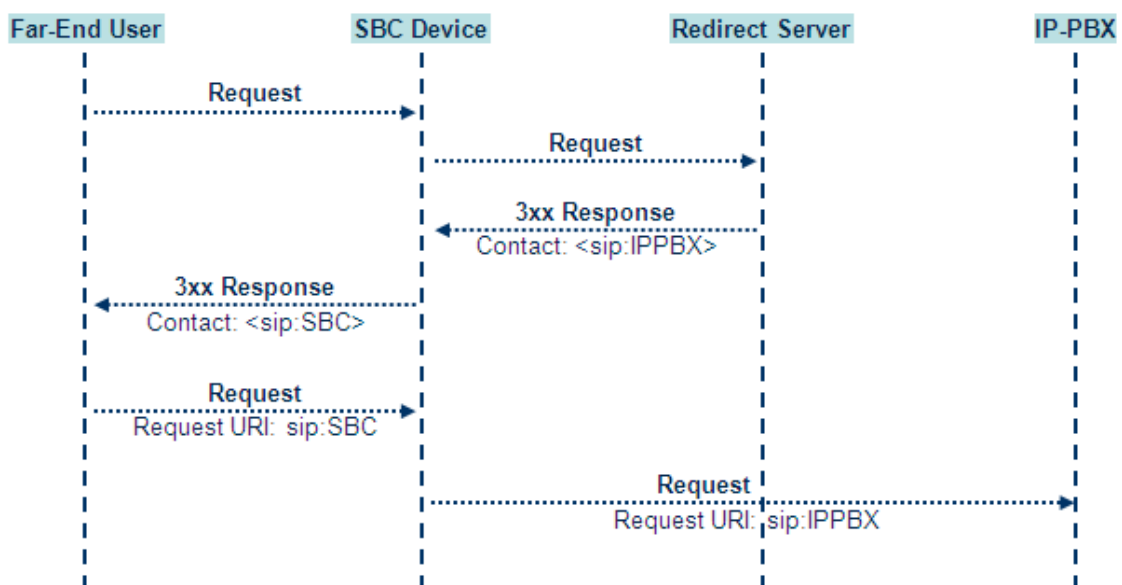 Far-End User
SBC Device
Redirect Server
IP-PBX
Request
Request
3xx Response
Contact: <sip:IPPBX>
3xx Response
Contact: <sip:SBC>
Request
Request URI: sip:SBC
Request
Request URI: sip:IPPBX